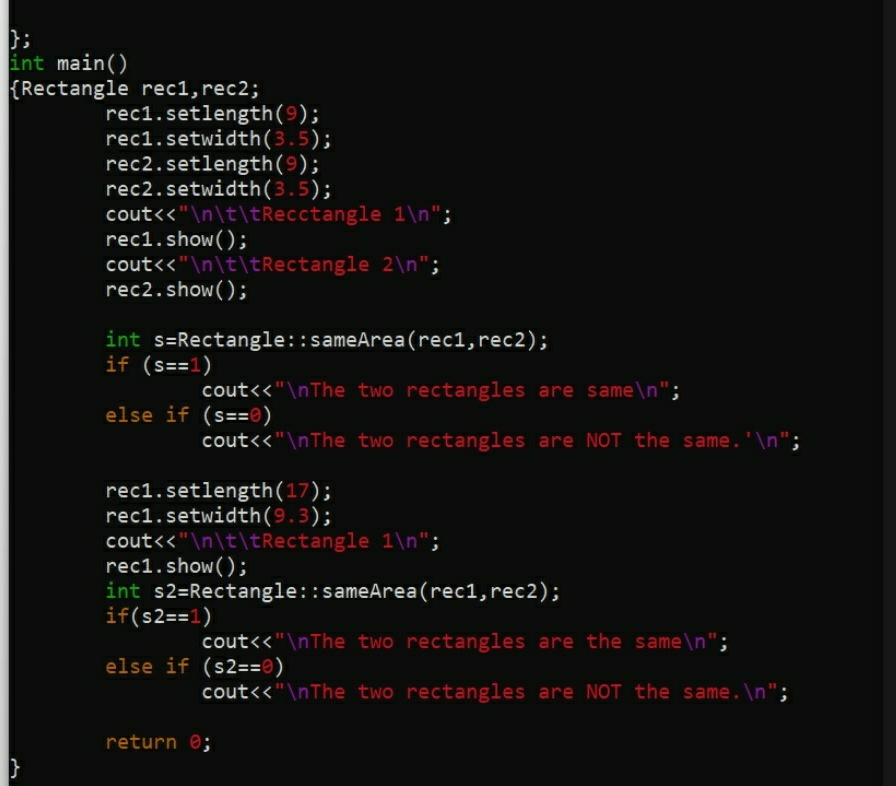 };
int main()
{Rectangle rec1,rec2;
        rec1.setlength(9);
        rec1.setwidth(3.5);
        rec2.setlength(9);
        rec2.setwidth(3.5);
        cout<<"\n\t\tRecctangle 1\n";
        rec1.show();
        cout<<"\n\t\tRectangle 2\n";
        rec2.show();

        int s=Rectangle::sameArea(rec1,rec2);
        if (s==1)
                cout<<"\nThe two rectangles are same\n";
        else if (s==0)
                cout<<"\nThe two rectangles are NOT the same.'\n";

        rec1.setlength(17);
        rec1.setwidth(9.3);
        cout<<"\n\t\tRectangle 1\n";
        rec1.show();
        int s2=Rectangle::sameArea(rec1,rec2);
        if(s2==1)
                cout<<"\nThe two rectangles are the same\n";
        else if (s2==0)
                cout<<"\nThe two rectangles are NOT the same.\n";

        return 0;
}